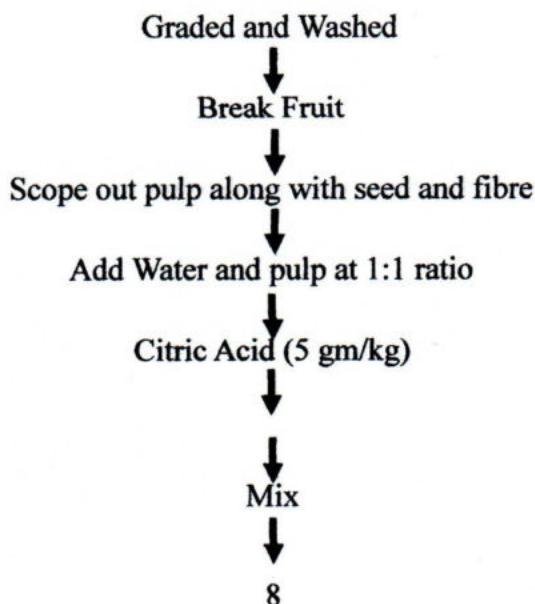 Graded and Washed
Break Fruit
Scope out pulp along with seed and fibre
Add Water and pulp at 1:1 ratio
Citric Acid (5 gm/kg)
Mix
8